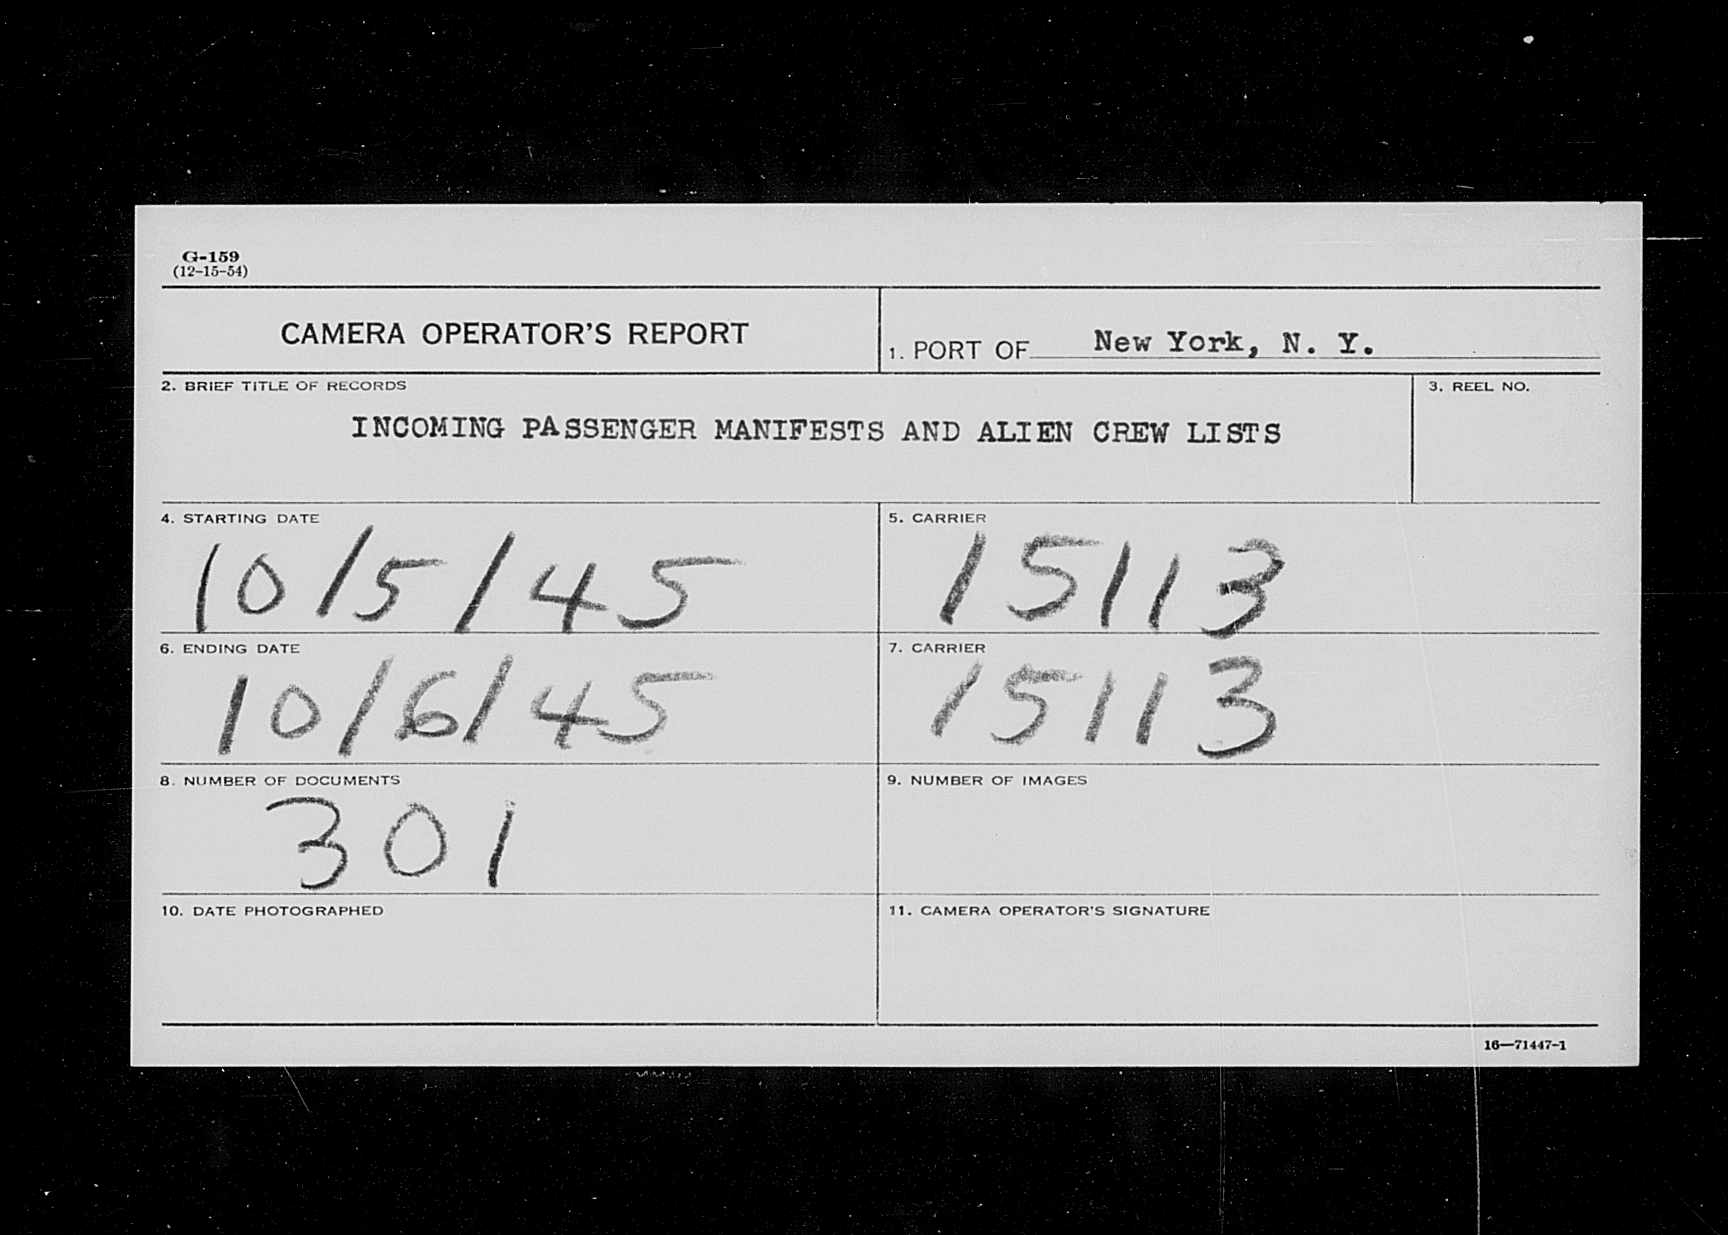 G-159
(12-15-54)
CAMERA OPERATOR'S REPORT
1. PORT OF New York, N. Y.
2. BRIEF TITLE OF RECORDS
3. REEL NO.
INCOMING PASSENGER MANIFESTS AND ALIEN CREW LISTS
4. STARTING DATE
10/5/45
5. CARRIER
15113
6. ENDING DATE
10/6/45
7. CARRIER
15113
8. NUMBER OF DOCUMENTS
301
9. NUMBER OF IMAGES
10. DATE PHOTOGRAPHED
11. CAMERA OPERATOR'S SIGNATURE
16—71447-1